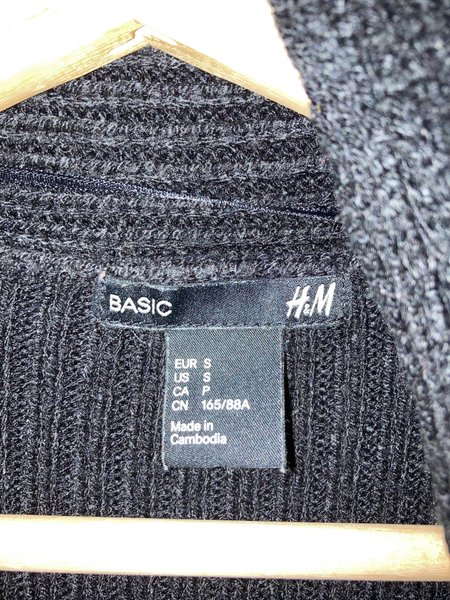 BASIC H&M
EUR S
US S
CA P
CN 165/88A
Made in
Cambodia